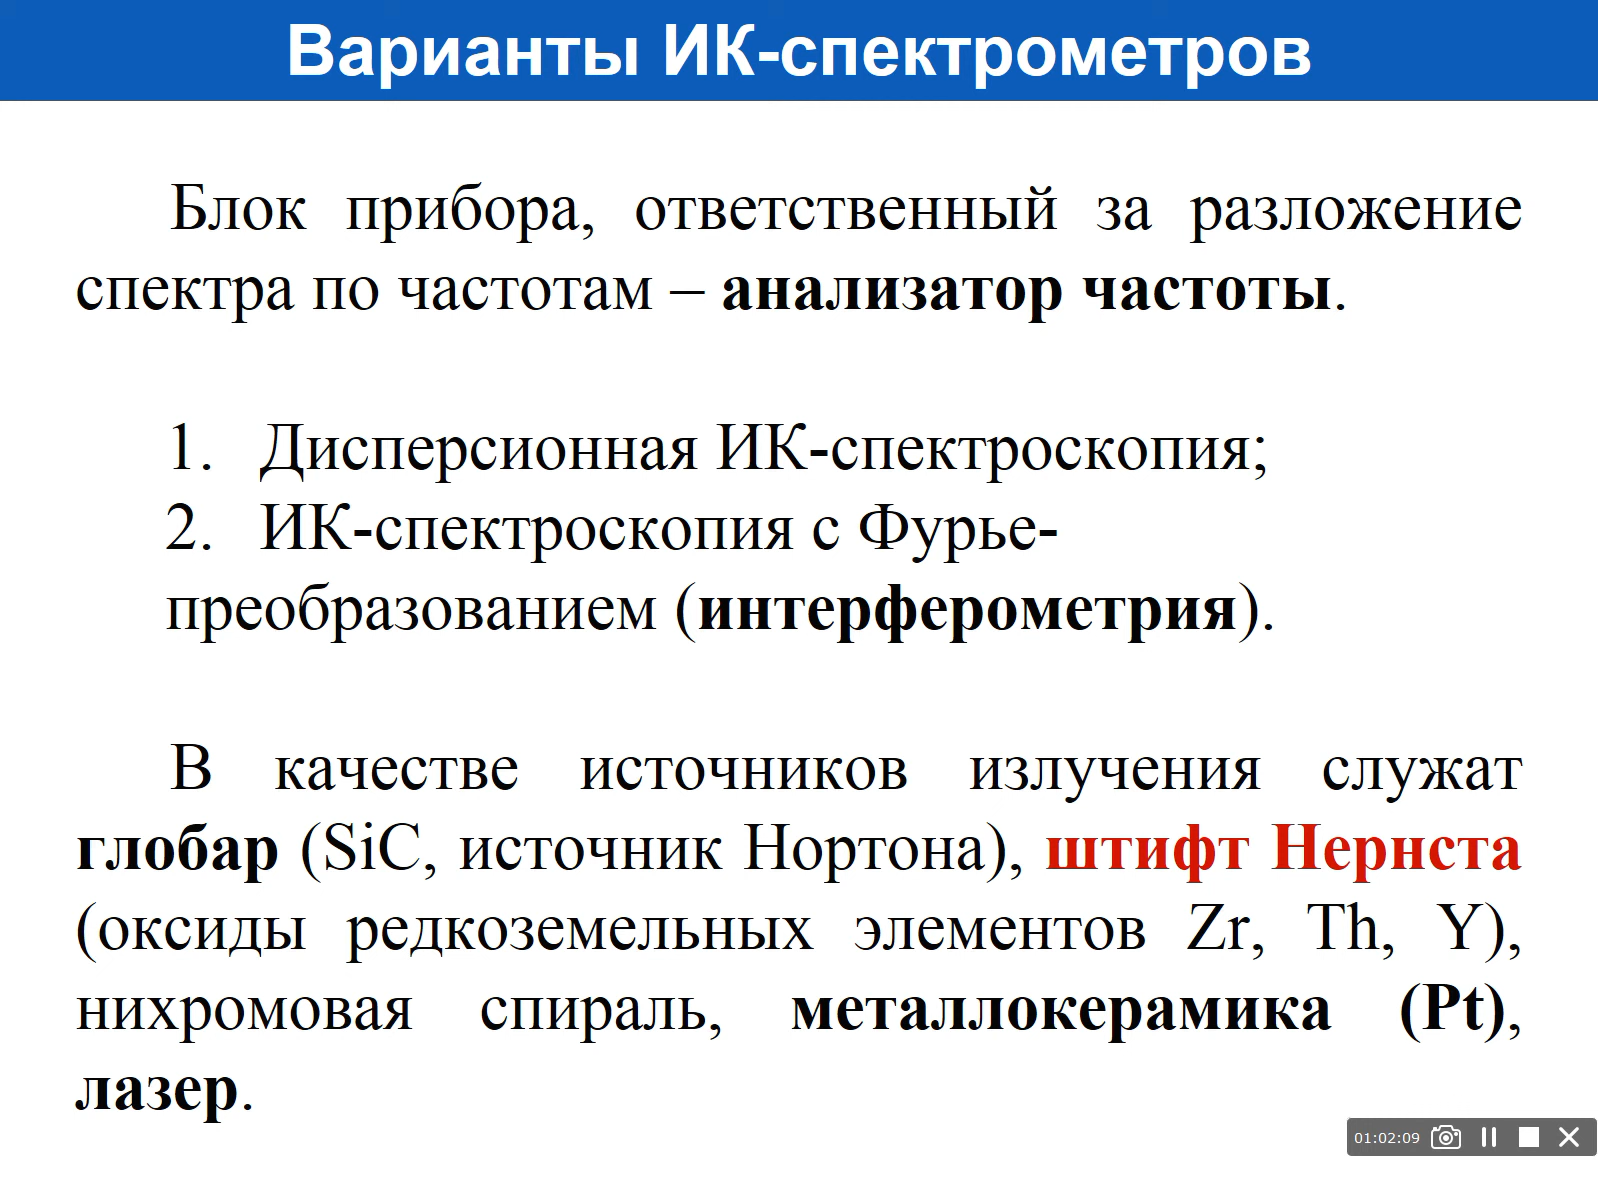 Варианты ИК-спектрометров
Блок прибора, ответственный за разложение
спектра по частотам – анализатор частоты.
1. Дисперсионная ИК-спектроскопия;
2. ИК-спектроскопия с Фурье-
преобразованием (интерферометрия).
В качестве источников излучения служат
глобар (SiC, источник Нортона), штифт Нернста
(оксиды редкоземельных элементов Zr, Th, Y),
нихромовая спираль, металлокерамика (Pt),
лазер.
01:02:09